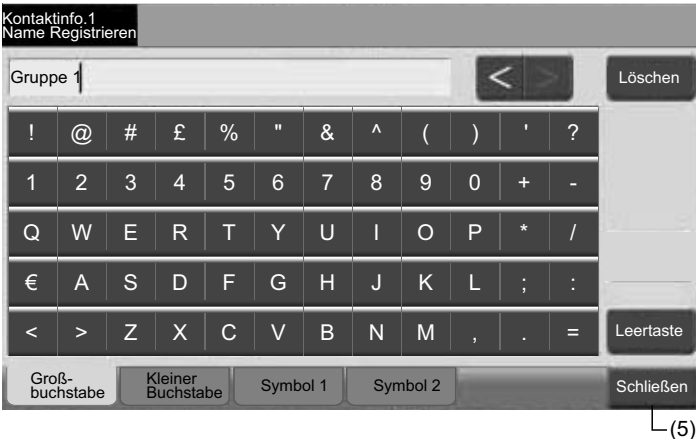 Kontaktinfo.1
Name Registrieren
Gruppe 1
< >
Löschen
! @ # £ % " & ^ ( ) ' ?
1 2 3 4 5 6 7 8 9 0 + -
Q W E R T Y U I O P * /
€ A S D F G H J K L ; :
< > Z X C V B N M , . =
Leertaste
Groß-
buchstabe
Kleiner
Buchstabe
Symbol 1
Symbol 2
Schließen
(5)